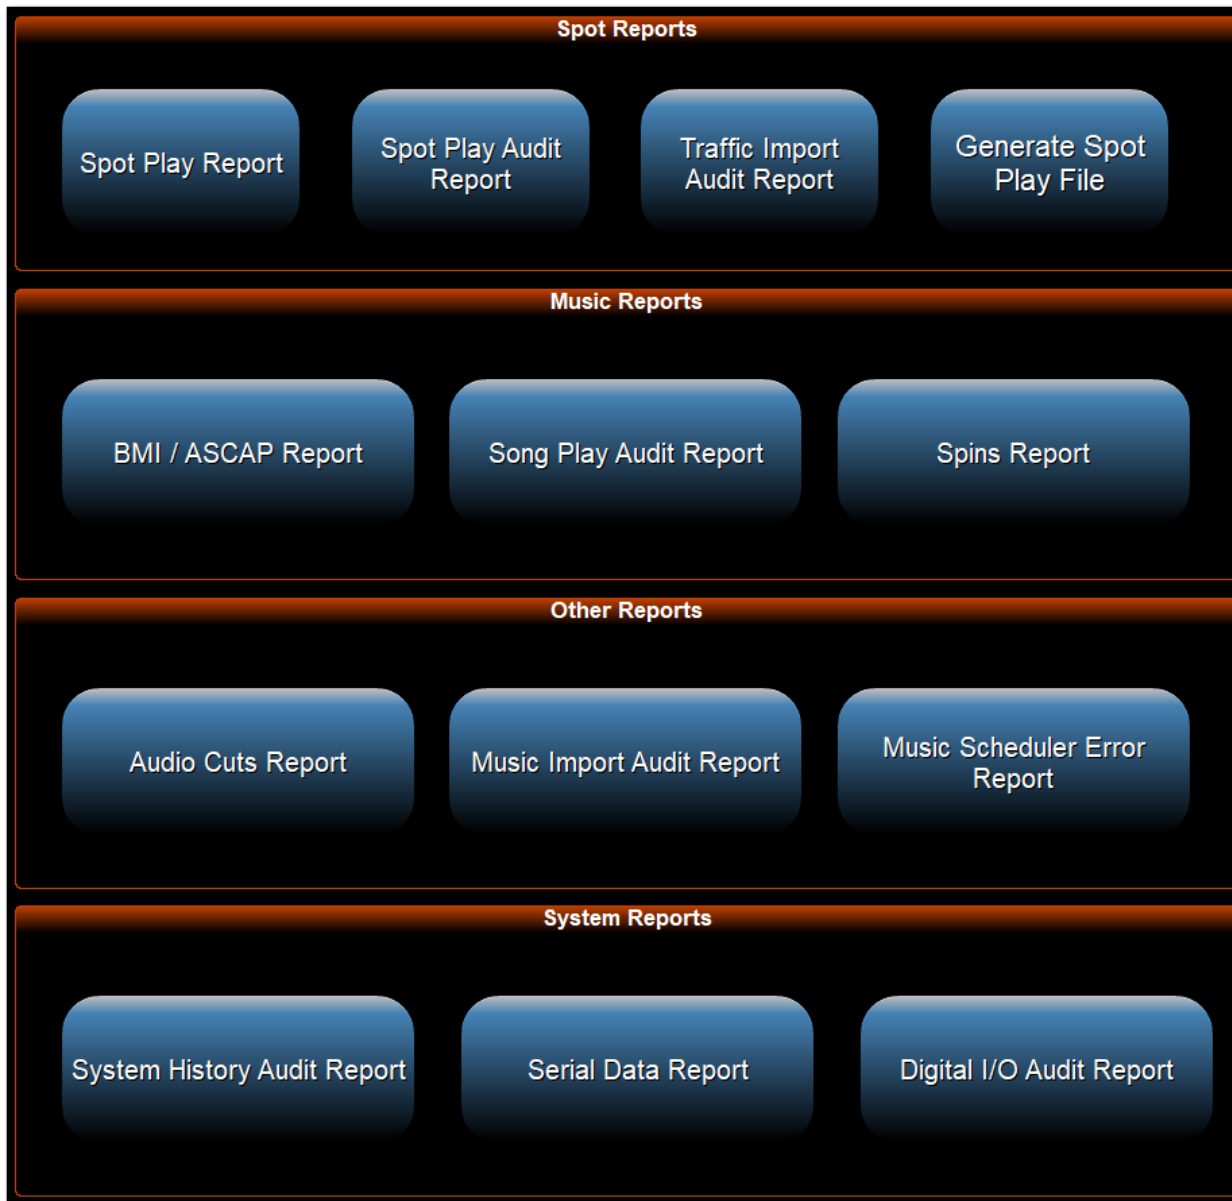 Spot Reports
Spot Play Report
Spot Play Audit
Report
Traffic Import
Audit Report
Generate Spot
Play File
Music Reports
BMI / ASCAP Report
Song Play Audit Report
Spins Report
Other Reports
Audio Cuts Report
Music Import Audit Report
Music Scheduler Error
Report
System Reports
System History Audit Report
Serial Data Report
Digital I/O Audit Report